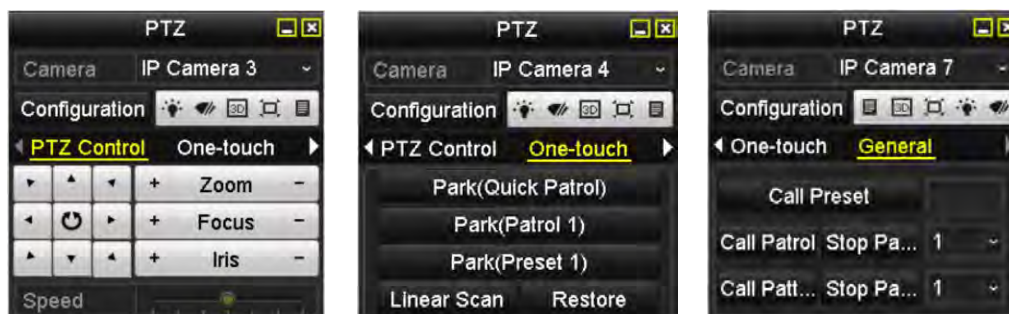 PTZ
Camera IP Camera 3
Configuration 3D
PTZ Control One-touch
+ Zoom -
+ Focus -
+ Iris -
Speed
PTZ
Camera IP Camera 4
Configuration 3D
PTZ Control One-touch
Park(Quick Patrol)
Park(Patrol 1)
Park(Preset 1)
Linear Scan Restore
PTZ
Camera IP Camera 7
Configuration 3D
One-touch General
Call Preset
Call Patrol Stop Pa... 1
Call Patt... Stop Pa... 1